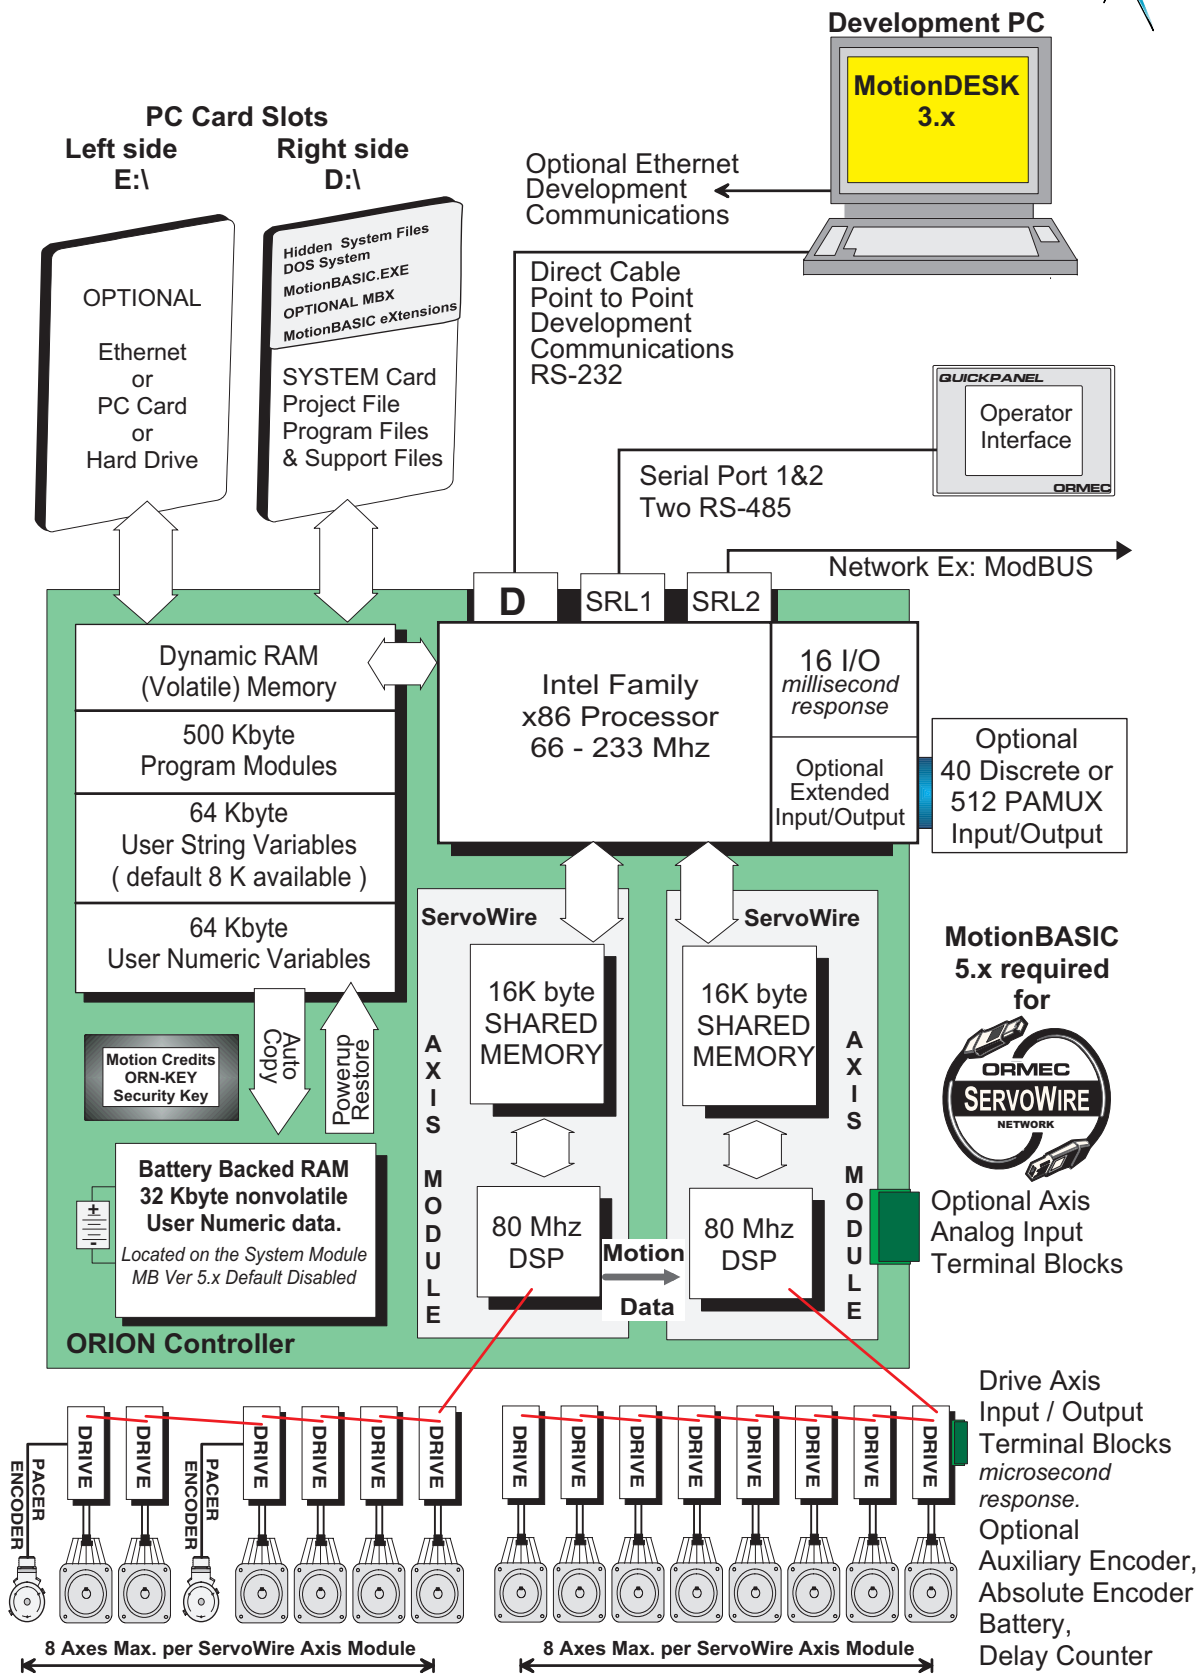 Development PC
MotionDESK
3.x
PC Card Slots
Left side
E:\
Right side
D:\
Optional Ethernet
Development
Communications
OPTIONAL
Ethernet
or
PC Card
or
Hard Drive
Hidden System Files
DOS System
MotionBASIC.EXE
OPTIONAL MBX
MotionBASIC eXtensions
SYSTEM Card
Project File
Program Files
& Support Files
Direct Cable
Point to Point
Development
Communications
RS-232
QUICKPANEL
Operator
Interface
ORMEC
Serial Port 1&2
Two RS-485
Network Ex: ModBUS
D
SRL1
SRL2
Dynamic RAM
(Volatile) Memory
500 Kbyte
Program Modules
64 Kbyte
User String Variables
( default 8 K available )
64 Kbyte
User Numeric Variables
Intel Family
x86 Processor
66 - 233 Mhz
16 I/O
millisecond
response
Optional
Extended
Input/Output
Optional
40 Discrete or
512 PAMUX
Input/Output
Auto
Copy
Powerup
Restore
Motion Credits
ORN-KEY
Security Key
Battery Backed RAM
32 Kbyte nonvolatile
User Numeric data.
Located on the System Module
MB Ver 5.x Default Disabled
+
-
ORION Controller
ServoWire
16K byte
SHARED
MEMORY
AXIS MODULE
80 Mhz
DSP
Motion
Data
ServoWire
16K byte
SHARED
MEMORY
AXIS MODULE
80 Mhz
DSP
MotionBASIC
5.x required
for
ORMEC
SERVOWIRE
NETWORK
Optional Axis
Analog Input
Terminal Blocks
DRIVE
DRIVE
DRIVE
DRIVE
DRIVE
DRIVE
DRIVE
DRIVE
DRIVE
DRIVE
DRIVE
DRIVE
DRIVE
DRIVE
PACER
ENCODER
PACER
ENCODER
Drive Axis
Input / Output
Terminal Blocks
microsecond
response.
Optional
Auxiliary Encoder,
Absolute Encoder
Battery,
Delay Counter
8 Axes Max. per ServoWire Axis Module
8 Axes Max. per ServoWire Axis Module